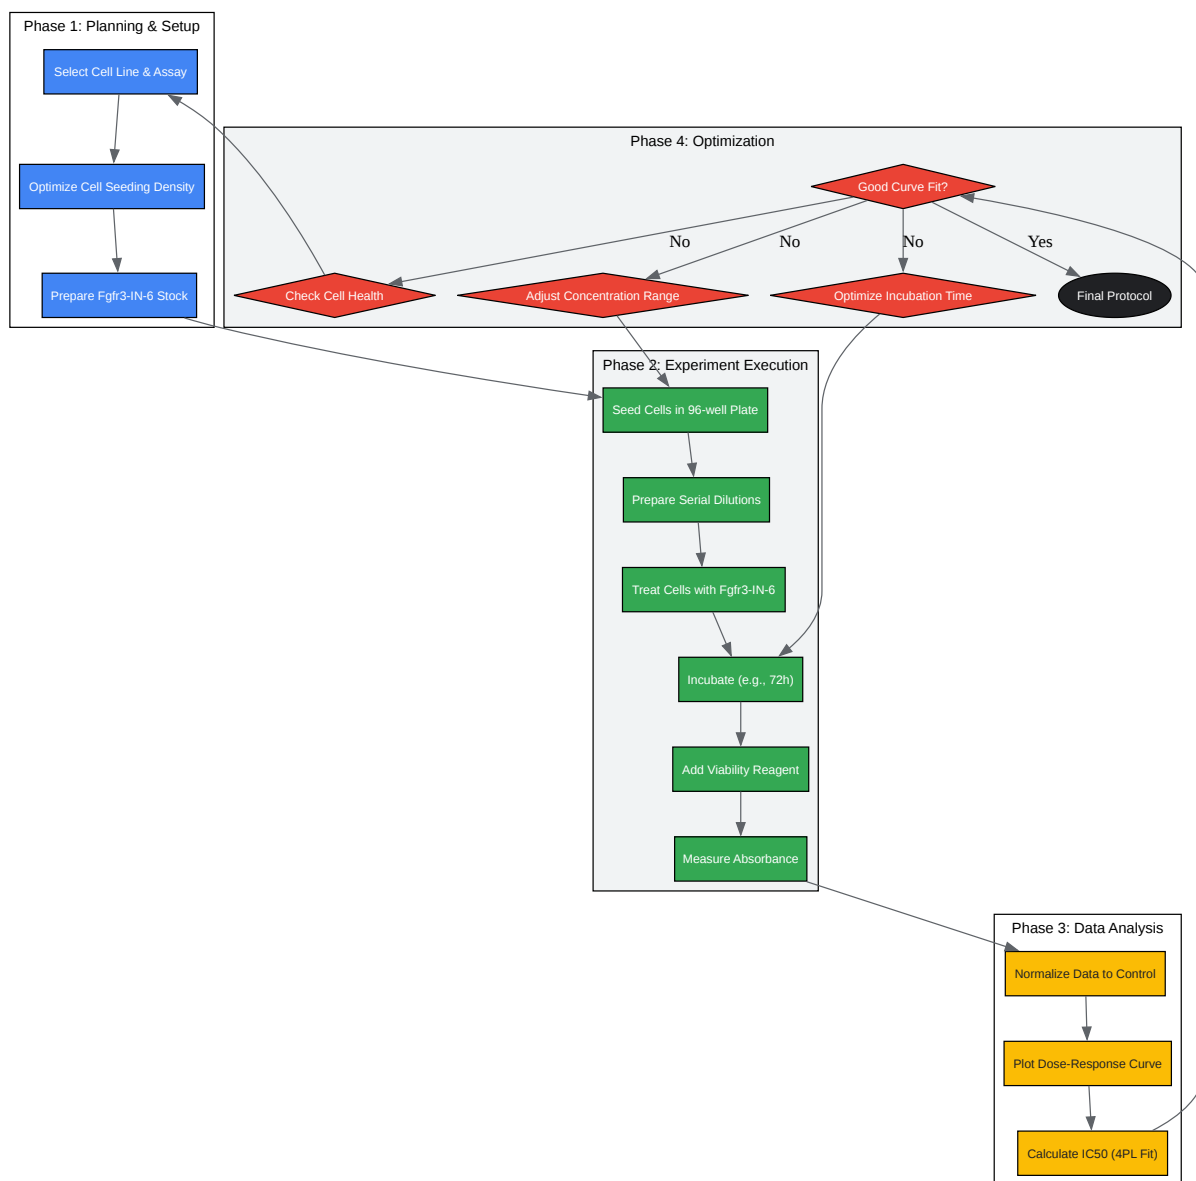 Phase 1: Planning & Setup
Select Cell Line & Assay
Optimize Cell Seeding Density
Prepare Fgfr3-IN-6 Stock
Phase 4: Optimization
Good Curve Fit?
No
No
No
Yes
Check Cell Health
Adjust Concentration Range
Optimize Incubation Time
Final Protocol
Phase 2: Experiment Execution
Seed Cells in 96-well Plate
Prepare Serial Dilutions
Treat Cells with Fgfr3-IN-6
Incubate (e.g., 72h)
Add Viability Reagent
Measure Absorbance
Phase 3: Data Analysis
Normalize Data to Control
Plot Dose-Response Curve
Calculate IC50 (4PL Fit)